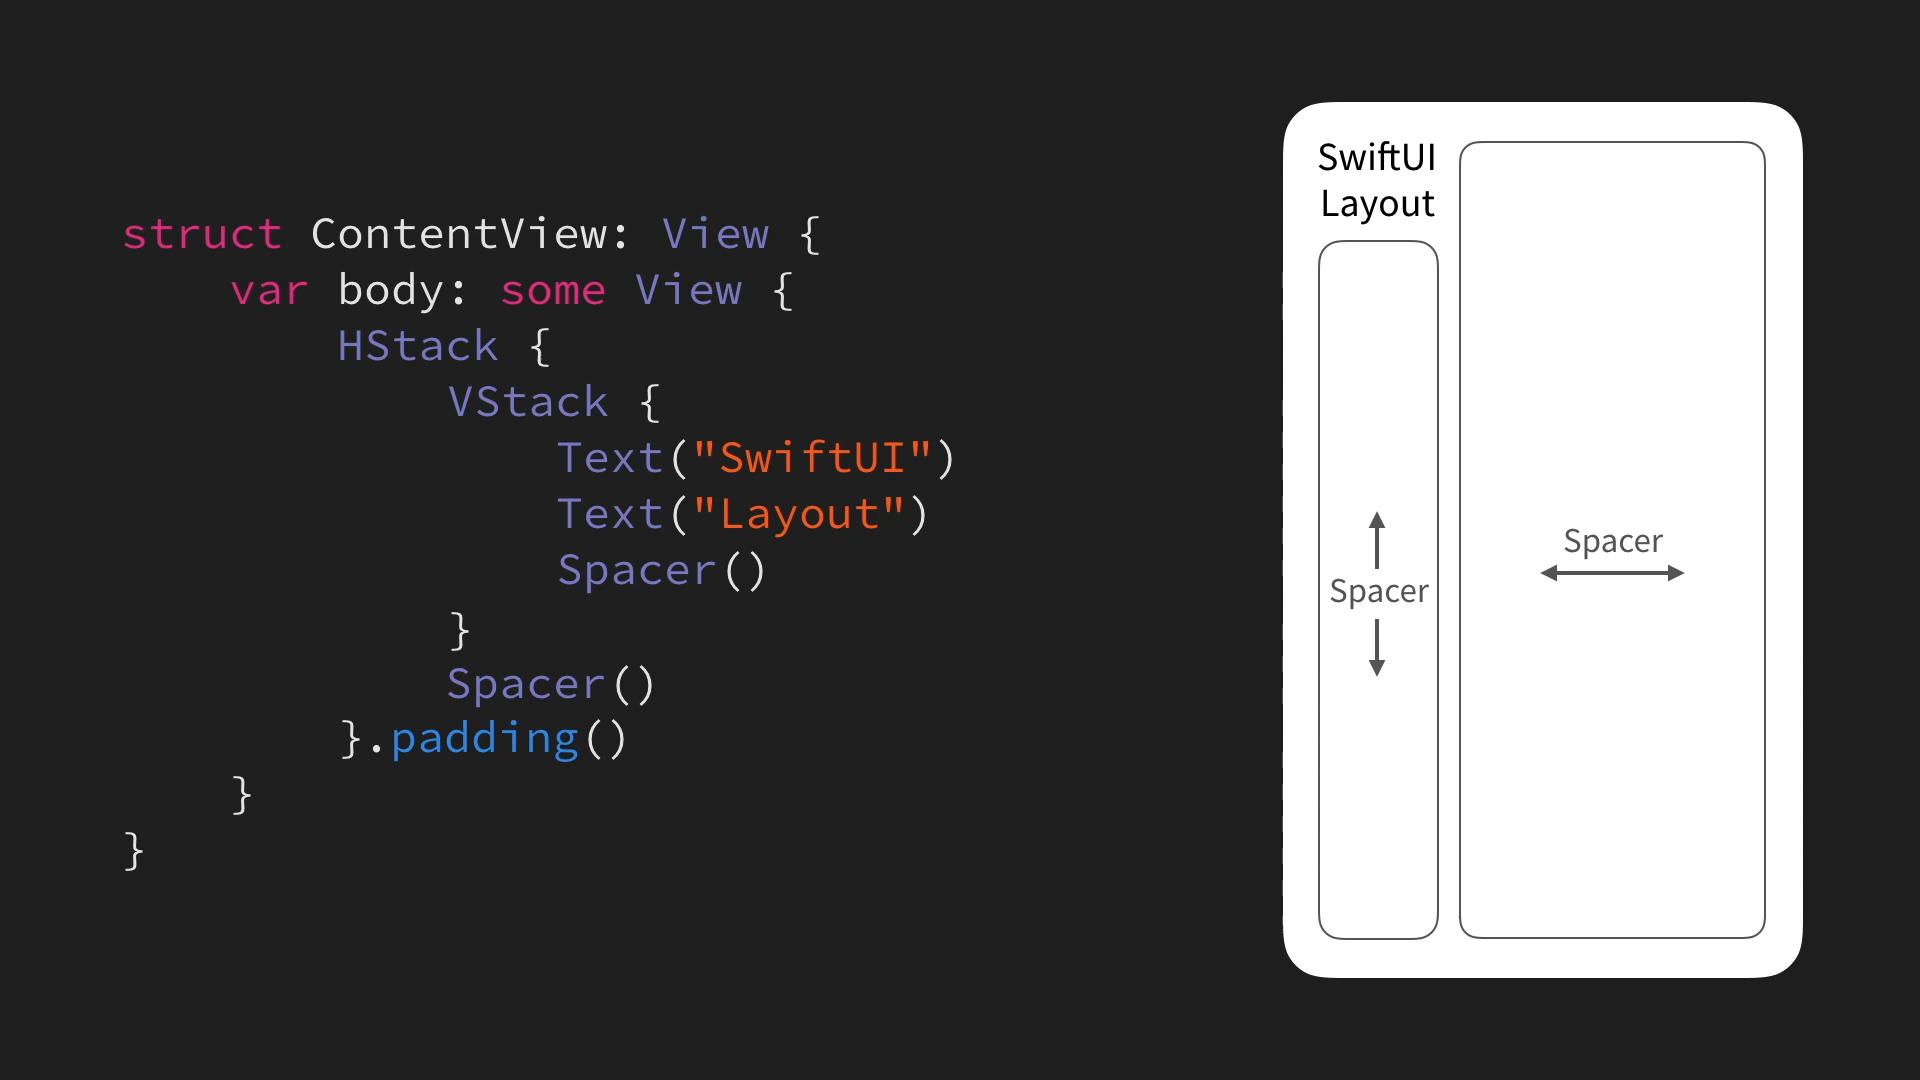 struct ContentView: View {
    var body: some View {
        HStack {
            VStack {
                Text("SwiftUI")
                Text("Layout")
                Spacer()
            }
            Spacer()
        }.padding()
    }
}
SwiftUI
Layout
Spacer
Spacer